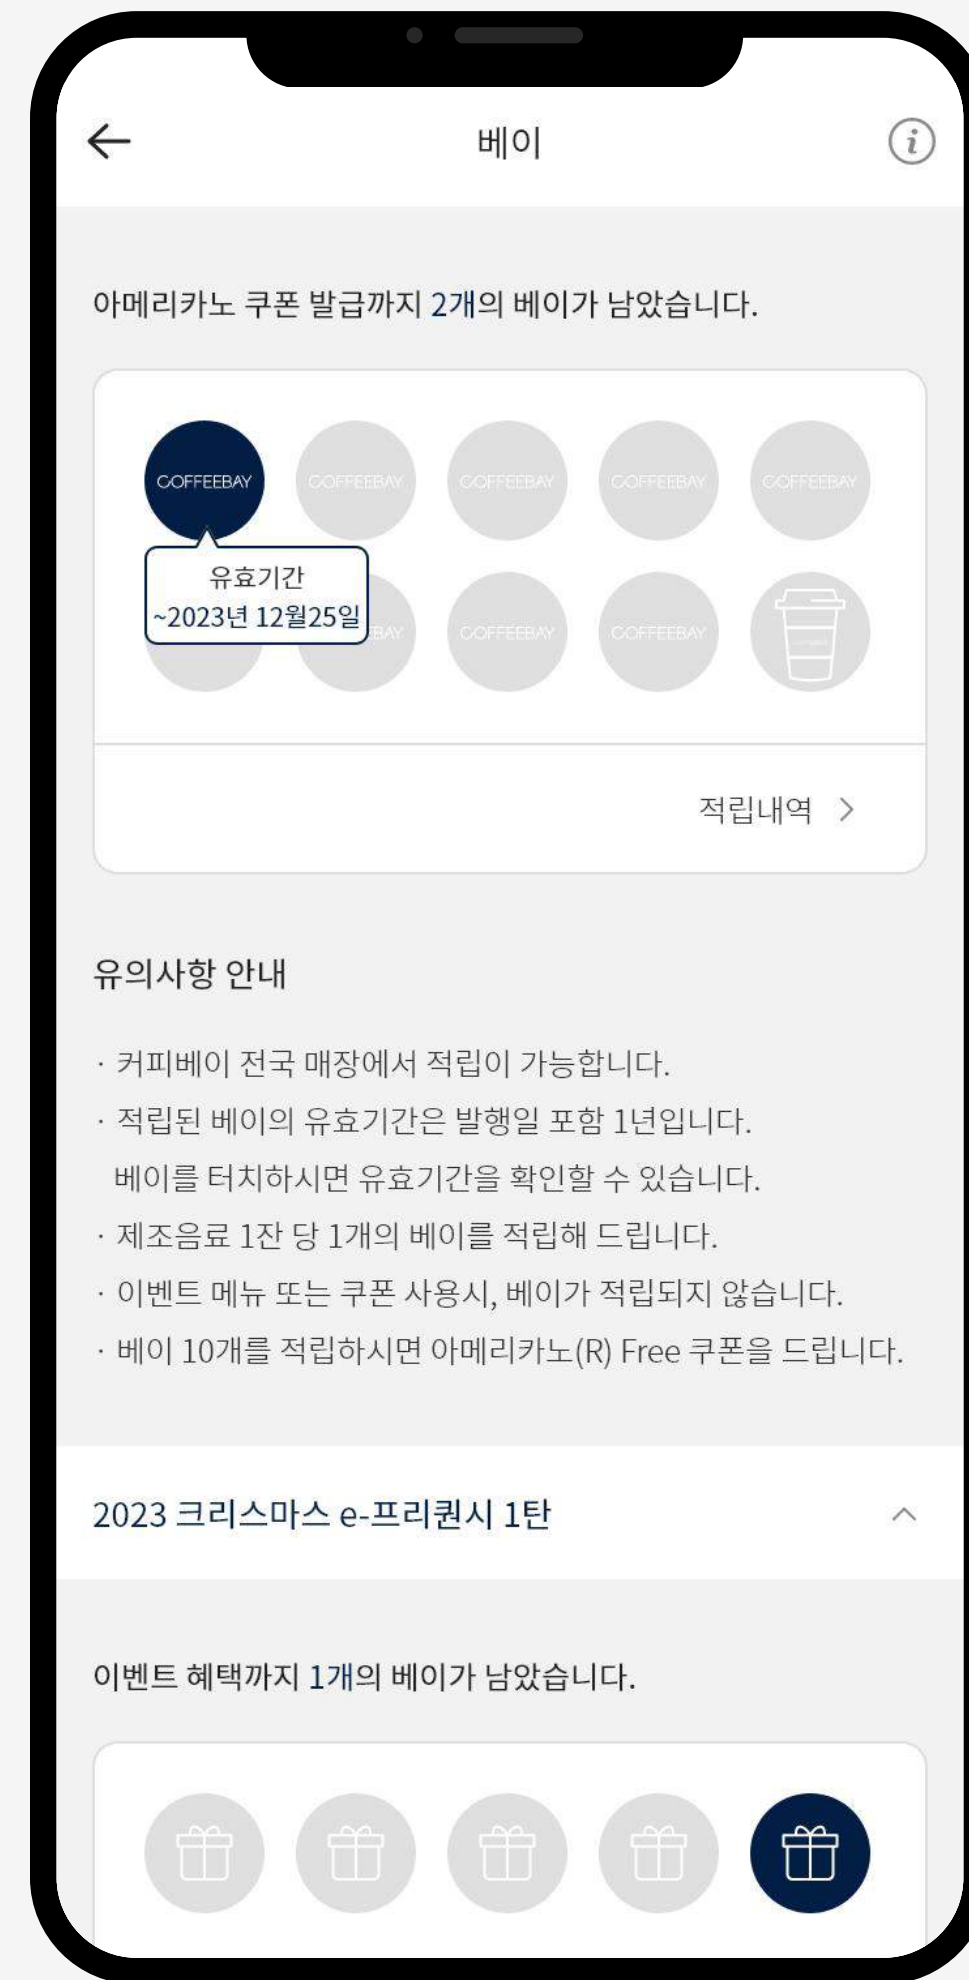 베이
아메리카노 쿠폰 발급까지 2개의 베이가 남았습니다.
COFFEEBAY COFFEEBAY COFFEEBAY COFFEEBAY COFFEEBAY
유효기간
~2023년 12월25일
BAY COFFEEBAY COFFEEBAY
적립내역
유의사항 안내
· 커피베이 전국 매장에서 적립이 가능합니다.
· 적립된 베이의 유효기간은 발행일 포함 1년입니다.
베이를 터치하시면 유효기간을 확인할 수 있습니다.
· 제조음료 1잔 당 1개의 베이를 적립해 드립니다.
· 이벤트 메뉴 또는 쿠폰 사용시, 베이가 적립되지 않습니다.
· 베이 10개를 적립하시면 아메리카노(R) Free 쿠폰을 드립니다.
2023 크리스마스 e-프리퀀시 1탄
이벤트 혜택까지 1개의 베이가 남았습니다.